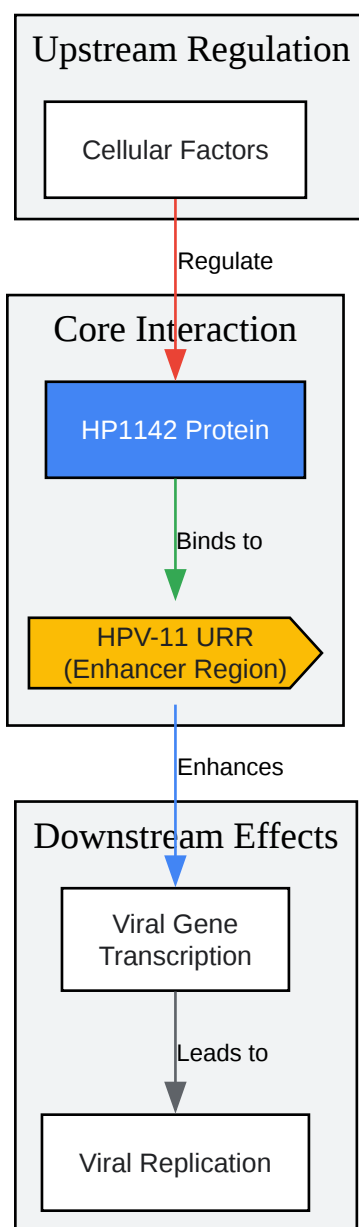 Upstream Regulation
Cellular Factors
Regulate
Core Interaction
HP1142 Protein
Binds to
HPV-11 URR
(Enhancer Region)
Enhances
Downstream Effects
Viral Gene
Transcription
Leads to
Viral Replication